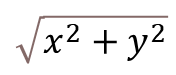 √(x² + y²)